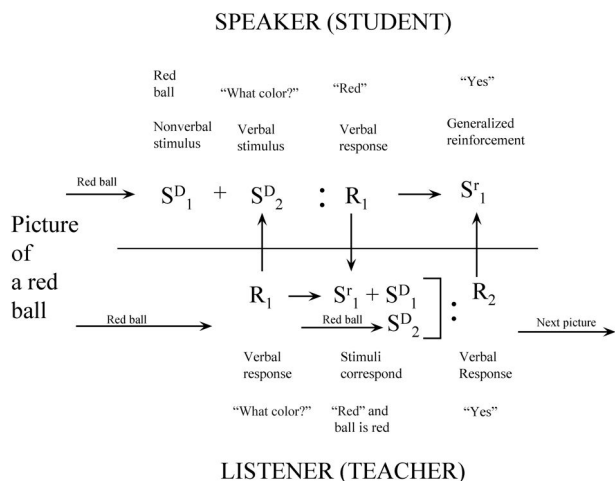 SPEAKER (STUDENT)
Red
ball
“What color?”
“Red”
“Yes”
Nonverbal
stimulus
Verbal
stimulus
Verbal
response
Generalized
reinforcement
Red ball
Sᴰ₁ + Sᴰ₂ : R₁ Sʳ₁
Picture
of
a red
ball
R₁ Sʳ₁ + Sᴰ₁ : R₂
Red ball
Red ball
Sᴰ₂
Next picture
Verbal
response
Stimuli
correspond
Verbal
Response
“What color?”
“Red” and
ball is red
“Yes”
LISTENER (TEACHER)